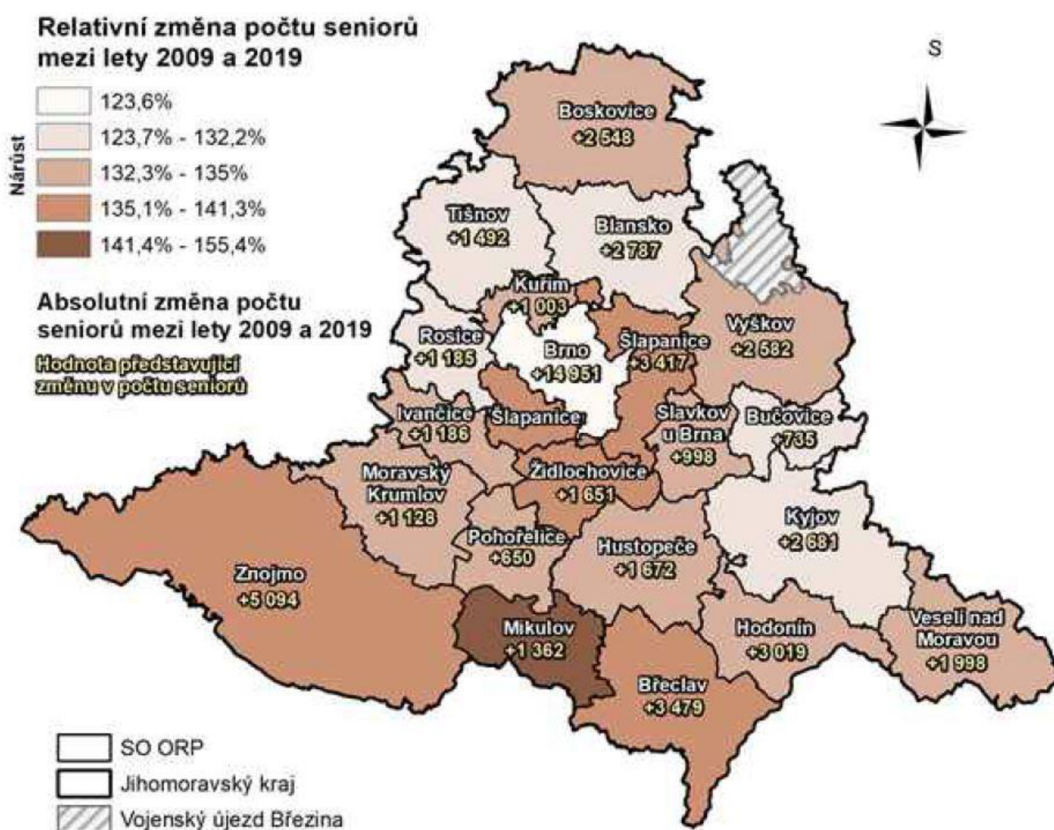 Relativní změna počtu seniorů
mezi lety 2009 a 2019
Nárůst
123,6%
123,7% - 132,2%
132,3% - 135%
135,1% - 141,3%
141,4% - 155,4%
Absolutní změna počtu
seniorů mezi lety 2009 a 2019
Hodnota představující
změnu v počtu seniorů
S
Boskovice
+2 548
Tišnov
+1 492
Blansko
+2 787
Kuřim
+1 003
Rosice
+1 185
Brno
+14 951
Šlapanice
+3 417
Vyškov
+2 582
Ivančice
+1 186
Šlapanice
Slavkov
u Brna
+998
Bučovice
+735
Moravský
Krumlov
+1 128
Židlochovice
+1 651
Pohořelice
+650
Hustopeče
+1 672
Kyjov
+2 681
Znojmo
+5 094
Mikulov
+1 362
Hodonín
+3 019
Veselí nad
Moravou
+1 998
Břeclav
+3 479
SO ORP
Jihomoravský kraj
Vojenský újezd Březina